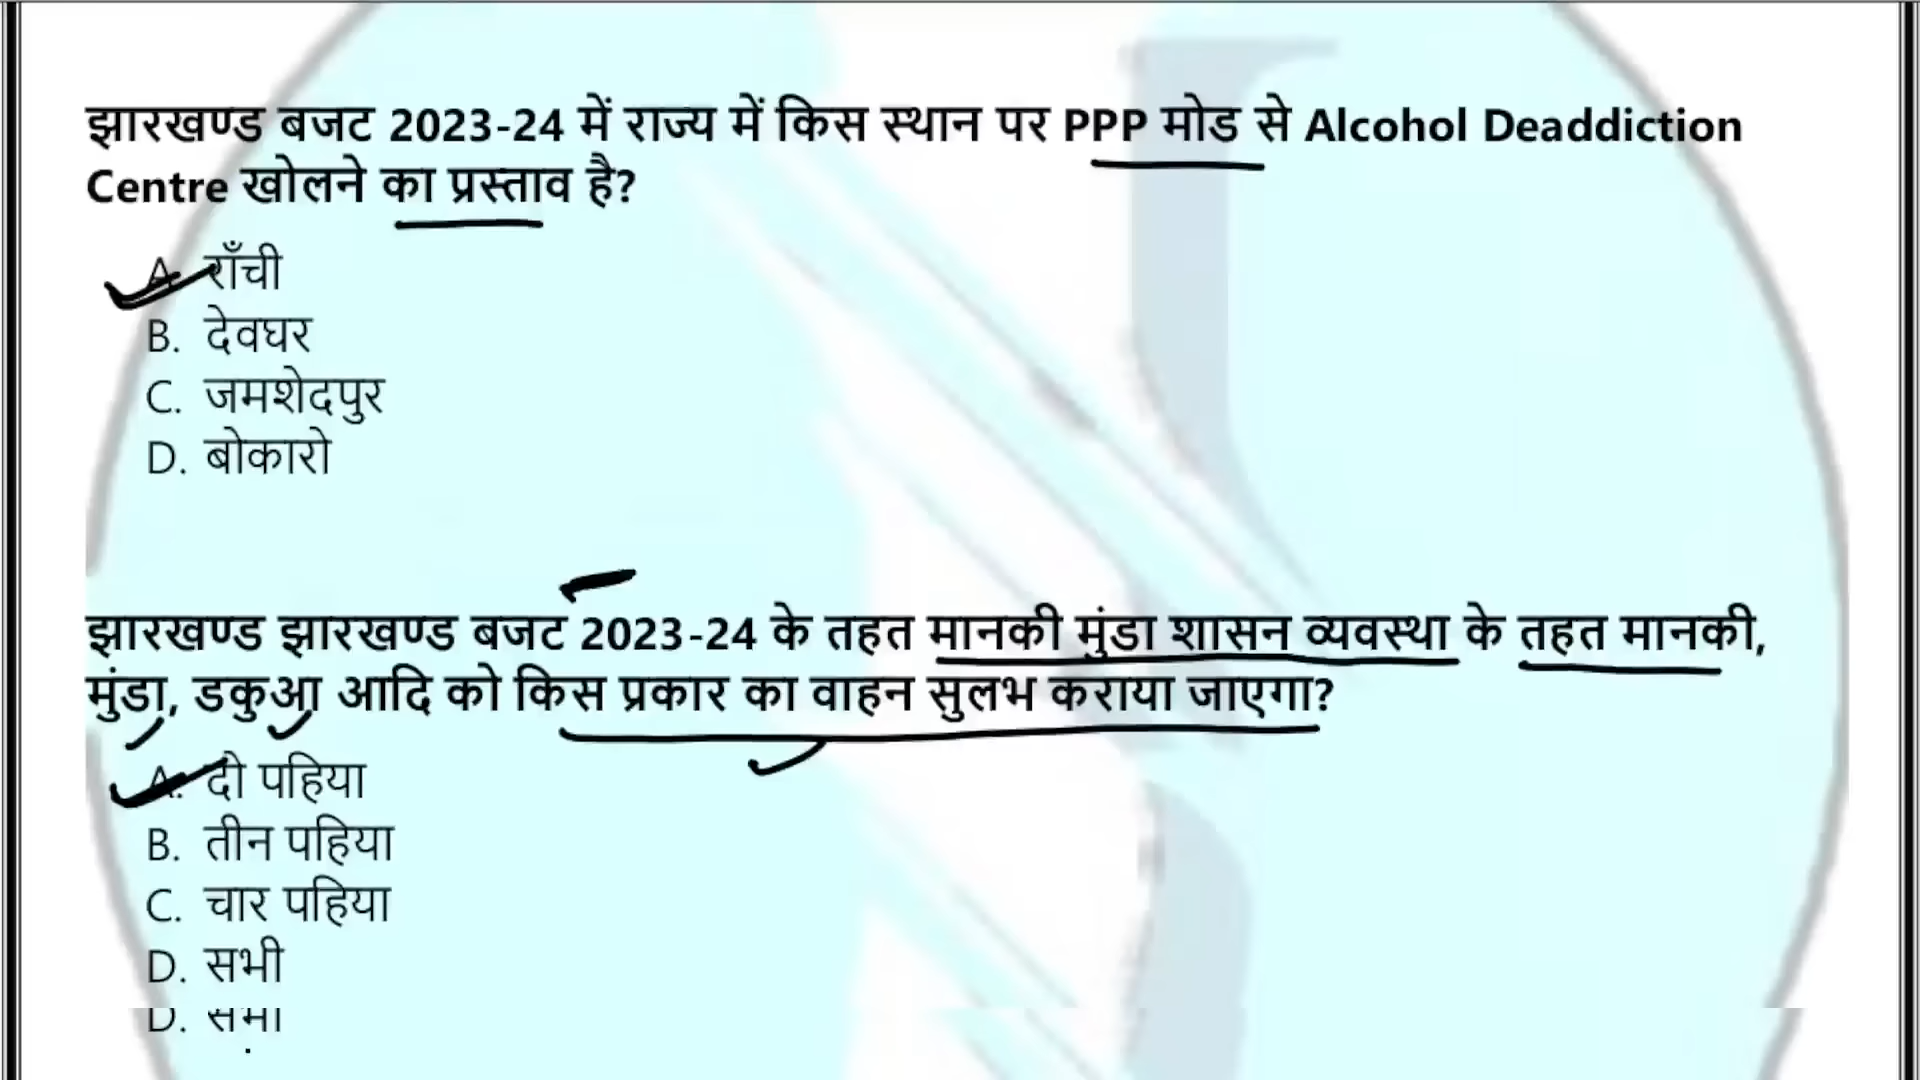 झारखण्ड बजट 2023-24 में राज्य में किस स्थान पर PPP मोड से Alcohol Deaddiction
Centre खोलने का प्रस्ताव है?
A. राँची
B. देवघर
C. जमशेदपुर
D. बोकारो
झारखण्ड झारखण्ड बजट 2023-24 के तहत मानकी मुंडा शासन व्यवस्था के तहत मानकी,
मुंडा, डकुआ आदि को किस प्रकार का वाहन सुलभ कराया जाएगा?
A. दो पहिया
B. तीन पहिया
C. चार पहिया
D. सभी
D. सभी